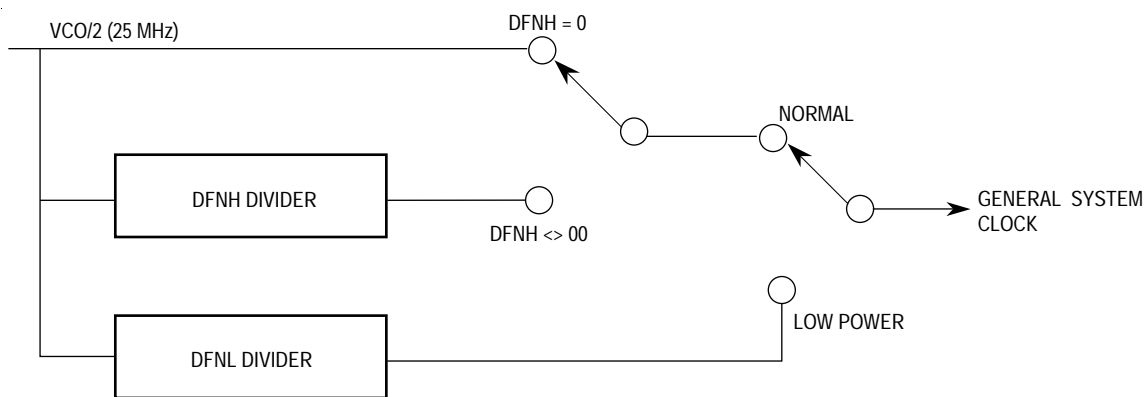 VCO/2 (25 MHz)
DFNH = 0
NORMAL
DFNH DIVIDER
DFNH <> 00
GENERAL SYSTEM
CLOCK
LOW POWER
DFNL DIVIDER